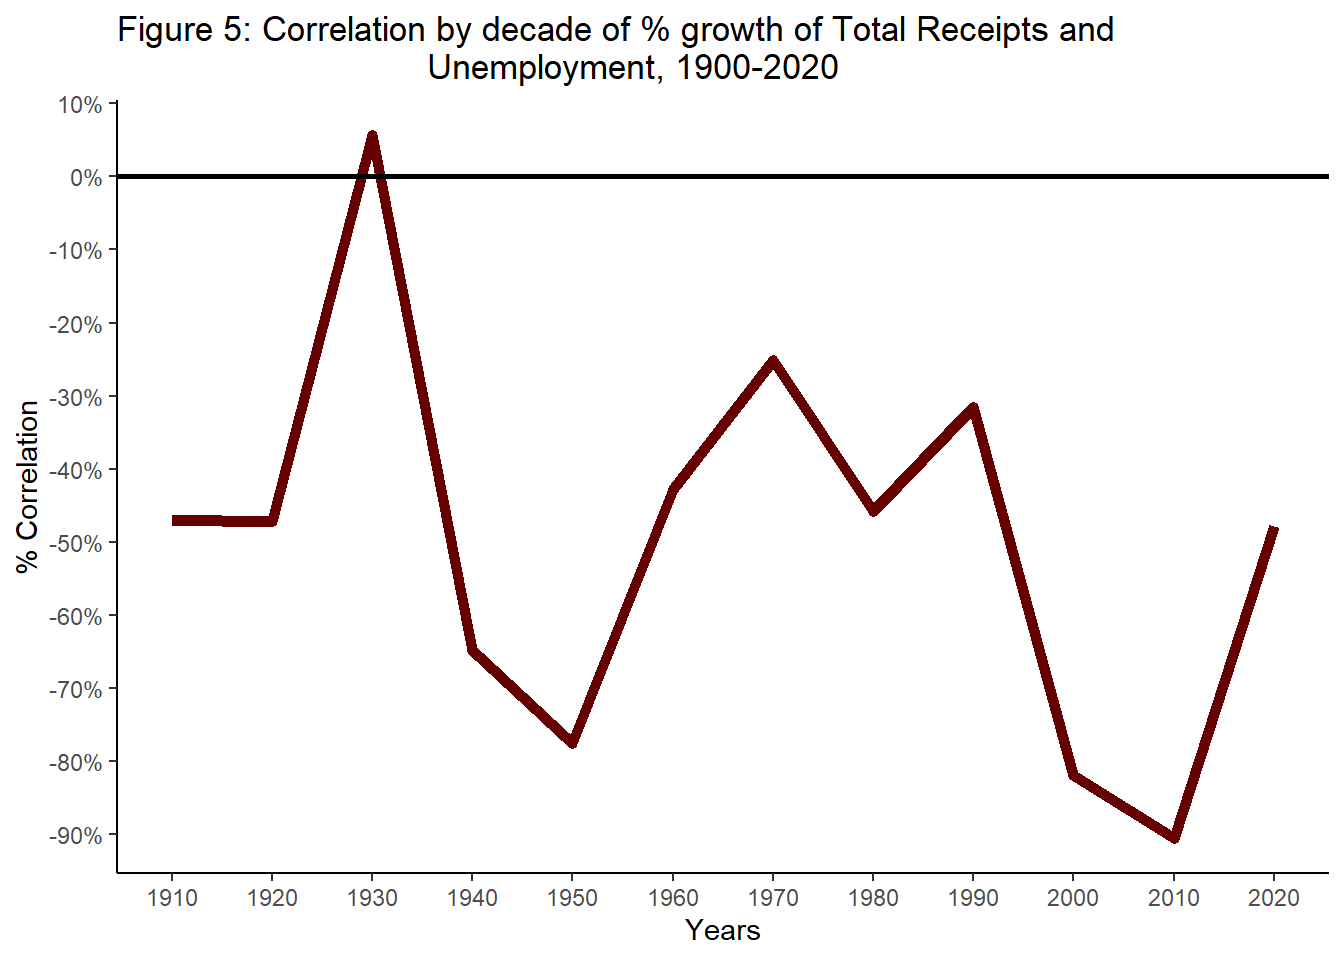 Figure 5: Correlation by decade of % growth of Total Receipts and
Unemployment, 1900-2020
10%
0%
-10%
-20%
-30%
-40%
-50%
-60%
-70%
-80%
-90%
% Correlation
1910 1920 1930 1940 1950 1960 1970 1980 1990 2000 2010 2020
Years